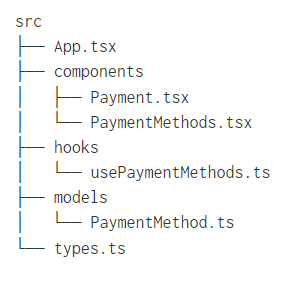 src
├── App.tsx
├── components
│   ├── Payment.tsx
│   └── PaymentMethods.tsx
├── hooks
│   └── usePaymentMethods.ts
├── models
│   └── PaymentMethod.ts
└── types.ts